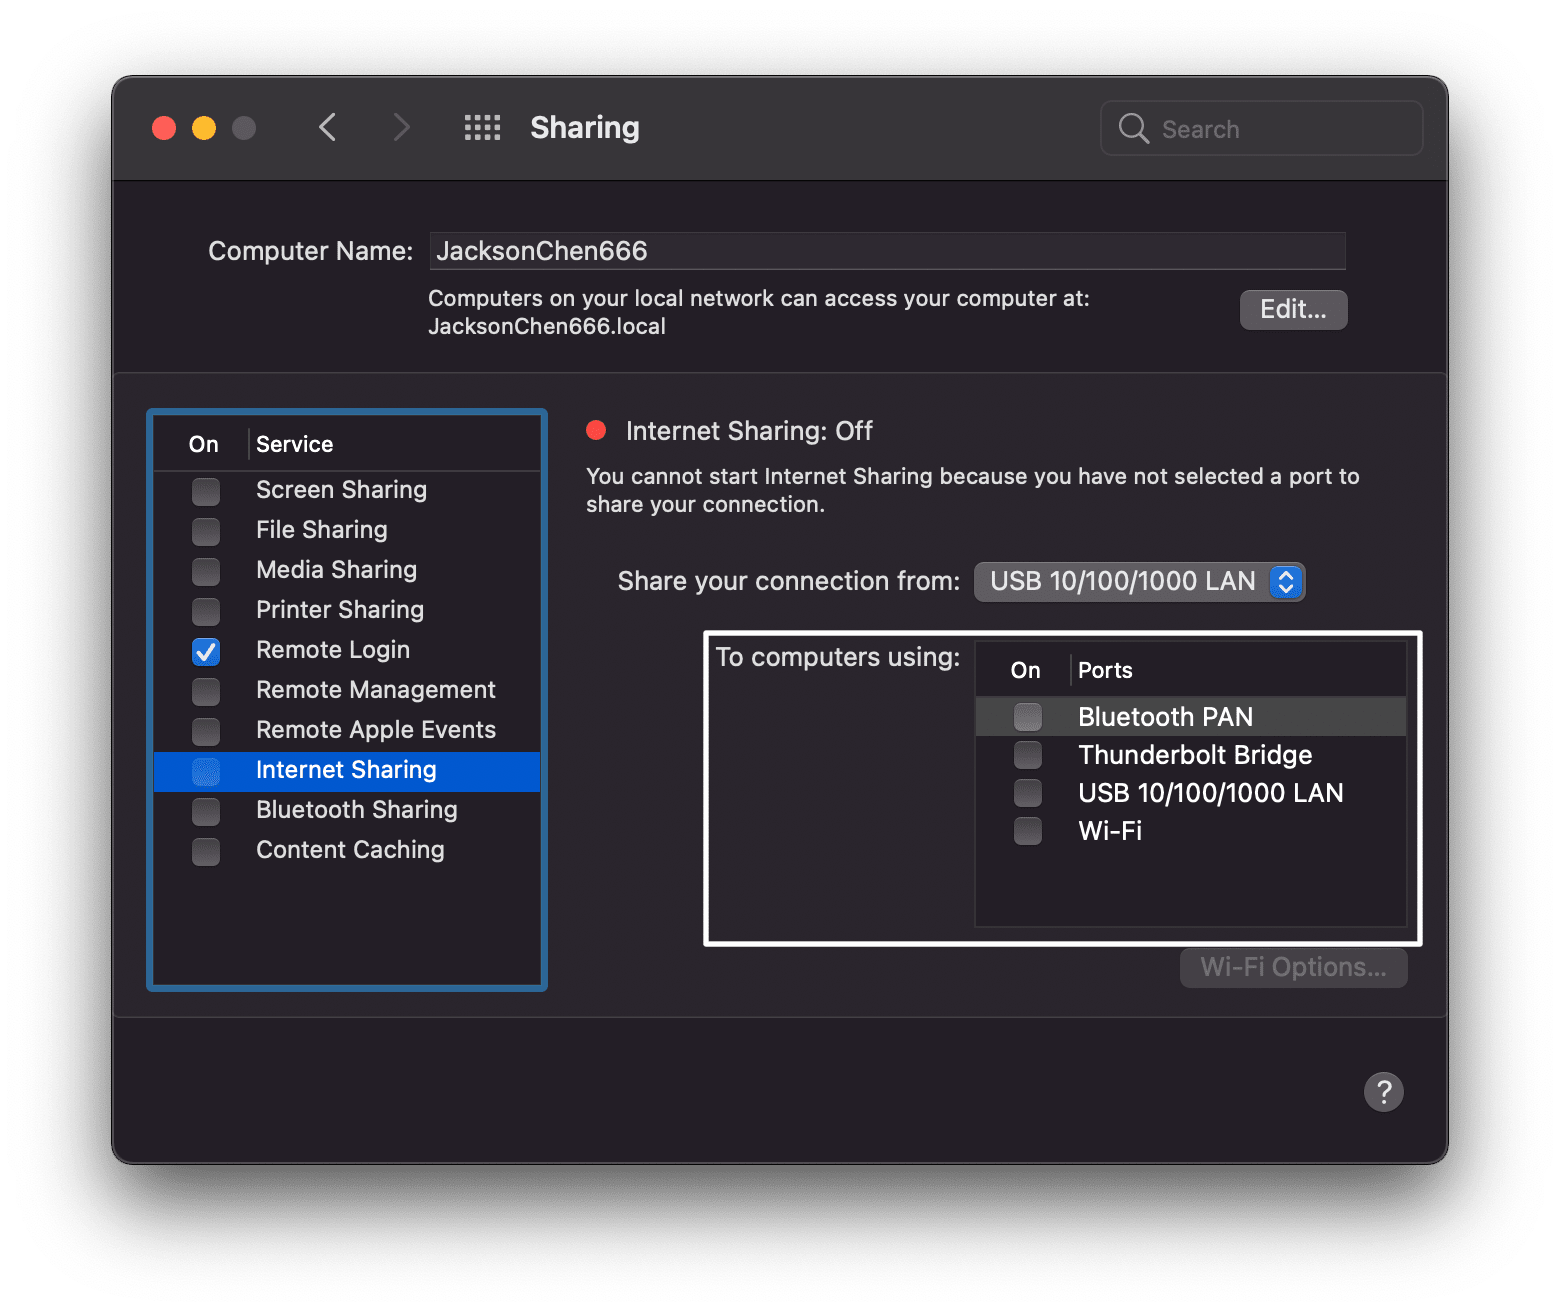 Sharing
Search
Computer Name: JacksonChen666
Computers on your local network can access your computer at:
JacksonChen666.local
Edit...
On Service
Screen Sharing
File Sharing
Media Sharing
Printer Sharing
Remote Login
Remote Management
Remote Apple Events
Internet Sharing
Bluetooth Sharing
Content Caching
Internet Sharing: Off
You cannot start Internet Sharing because you have not selected a port to
share your connection.
Share your connection from: USB 10/100/1000 LAN
To computers using:
On Ports
Bluetooth PAN
Thunderbolt Bridge
USB 10/100/1000 LAN
Wi-Fi
Wi-Fi Options...
?